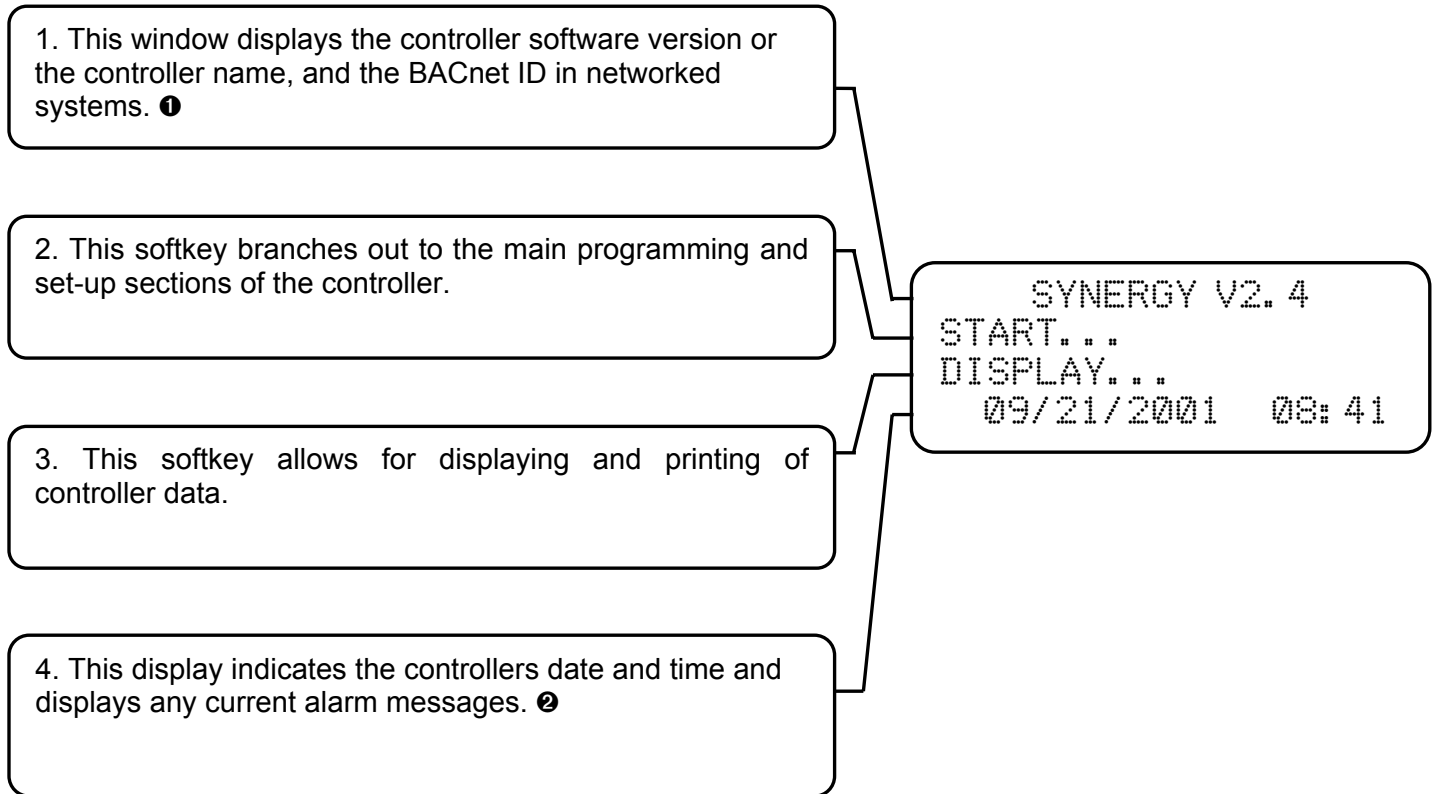 1. This window displays the controller software version or
the controller name, and the BACnet ID in networked
systems. ❶
2. This softkey branches out to the main programming and
set-up sections of the controller.
3. This softkey allows for displaying and printing of
controller data.
4. This display indicates the controllers date and time and
displays any current alarm messages. ❷
SYNERGY V2.4
START...
DISPLAY...
09/21/2001 08:41